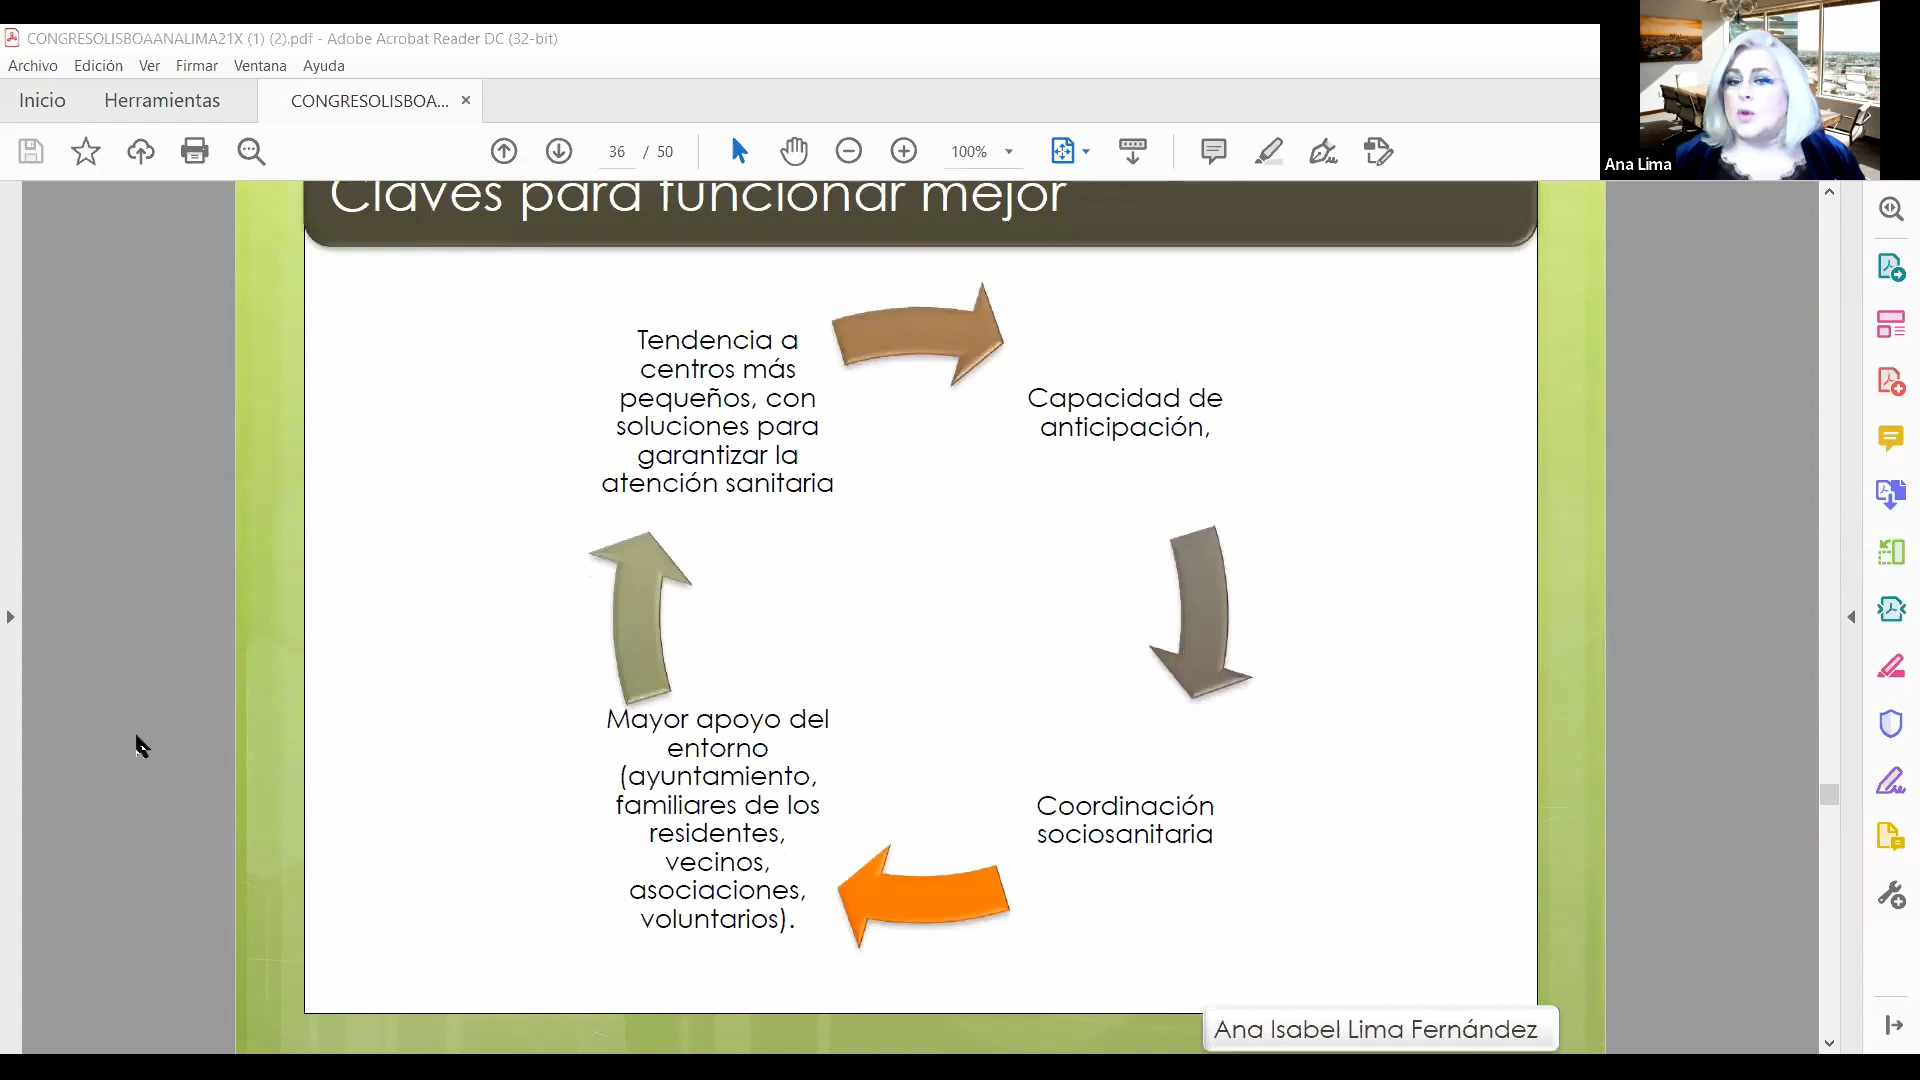 CONGRESOLISBOAANALIMA21X (1) (2).pdf - Adobe Acrobat Reader DC (32-bit)
Archivo Edición Ver Firmar Ventana Ayuda
Inicio Herramientas CONGRESOLISBOA... ×
36 / 50 100%
Ana Lima
Claves para funcionar mejor
Tendencia a
centros más
pequeños, con
soluciones para
garantizar la
atención sanitaria
Capacidad de
anticipación,
Mayor apoyo del
entorno
(ayuntamiento,
familiares de los
residentes,
vecinos,
asociaciones,
voluntarios).
Coordinación
sociosanitaria
Ana Isabel Lima Fernández